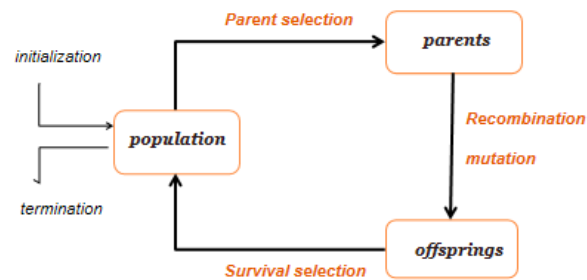 Parent selection
initialization
parents
population
Recombination
mutation
termination
offsprings
Survival selection